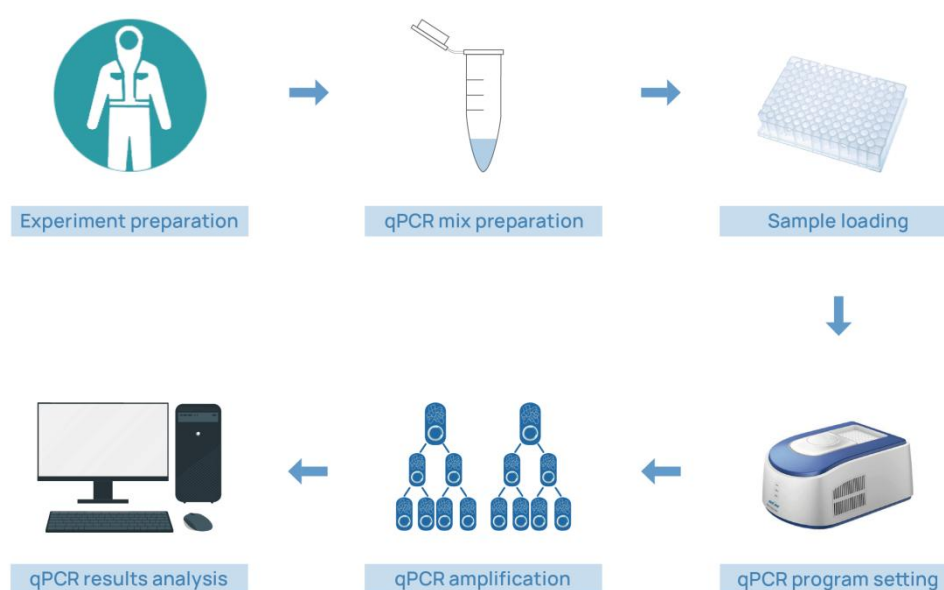 Experiment preparation
qPCR mix preparation
Sample loading
qPCR program setting
qPCR amplification
qPCR results analysis